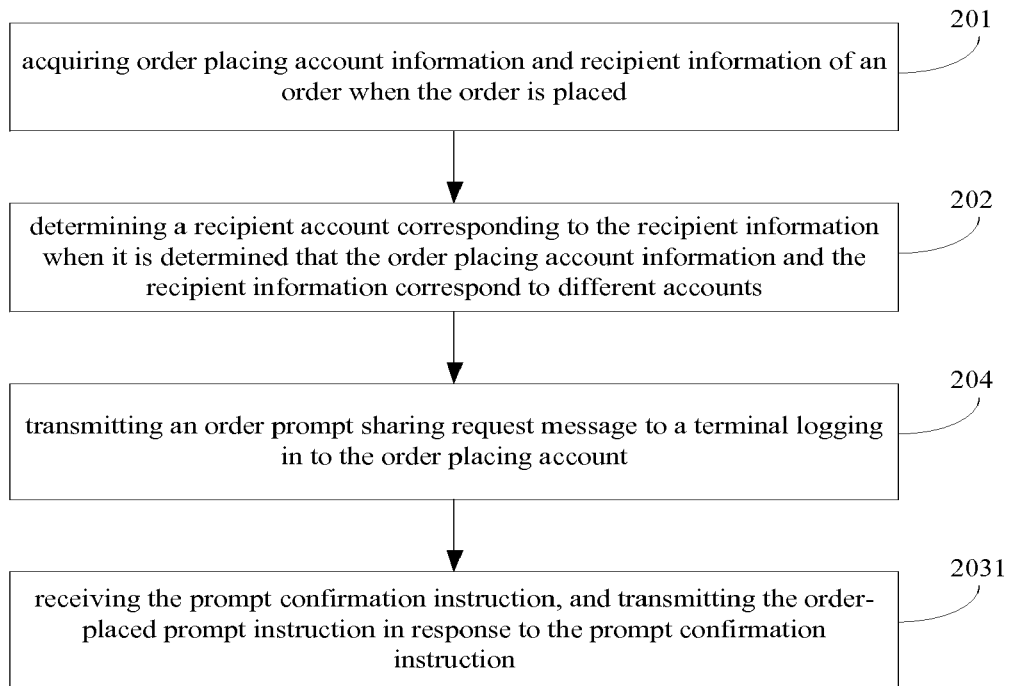 201
acquiring order placing account information and recipient information of an
order when the order is placed
202
determining a recipient account corresponding to the recipient information
when it is determined that the order placing account information and the
recipient information correspond to different accounts
204
transmitting an order prompt sharing request message to a terminal logging
in to the order placing account
2031
receiving the prompt confirmation instruction, and transmitting the order-
placed prompt instruction in response to the prompt confirmation
instruction